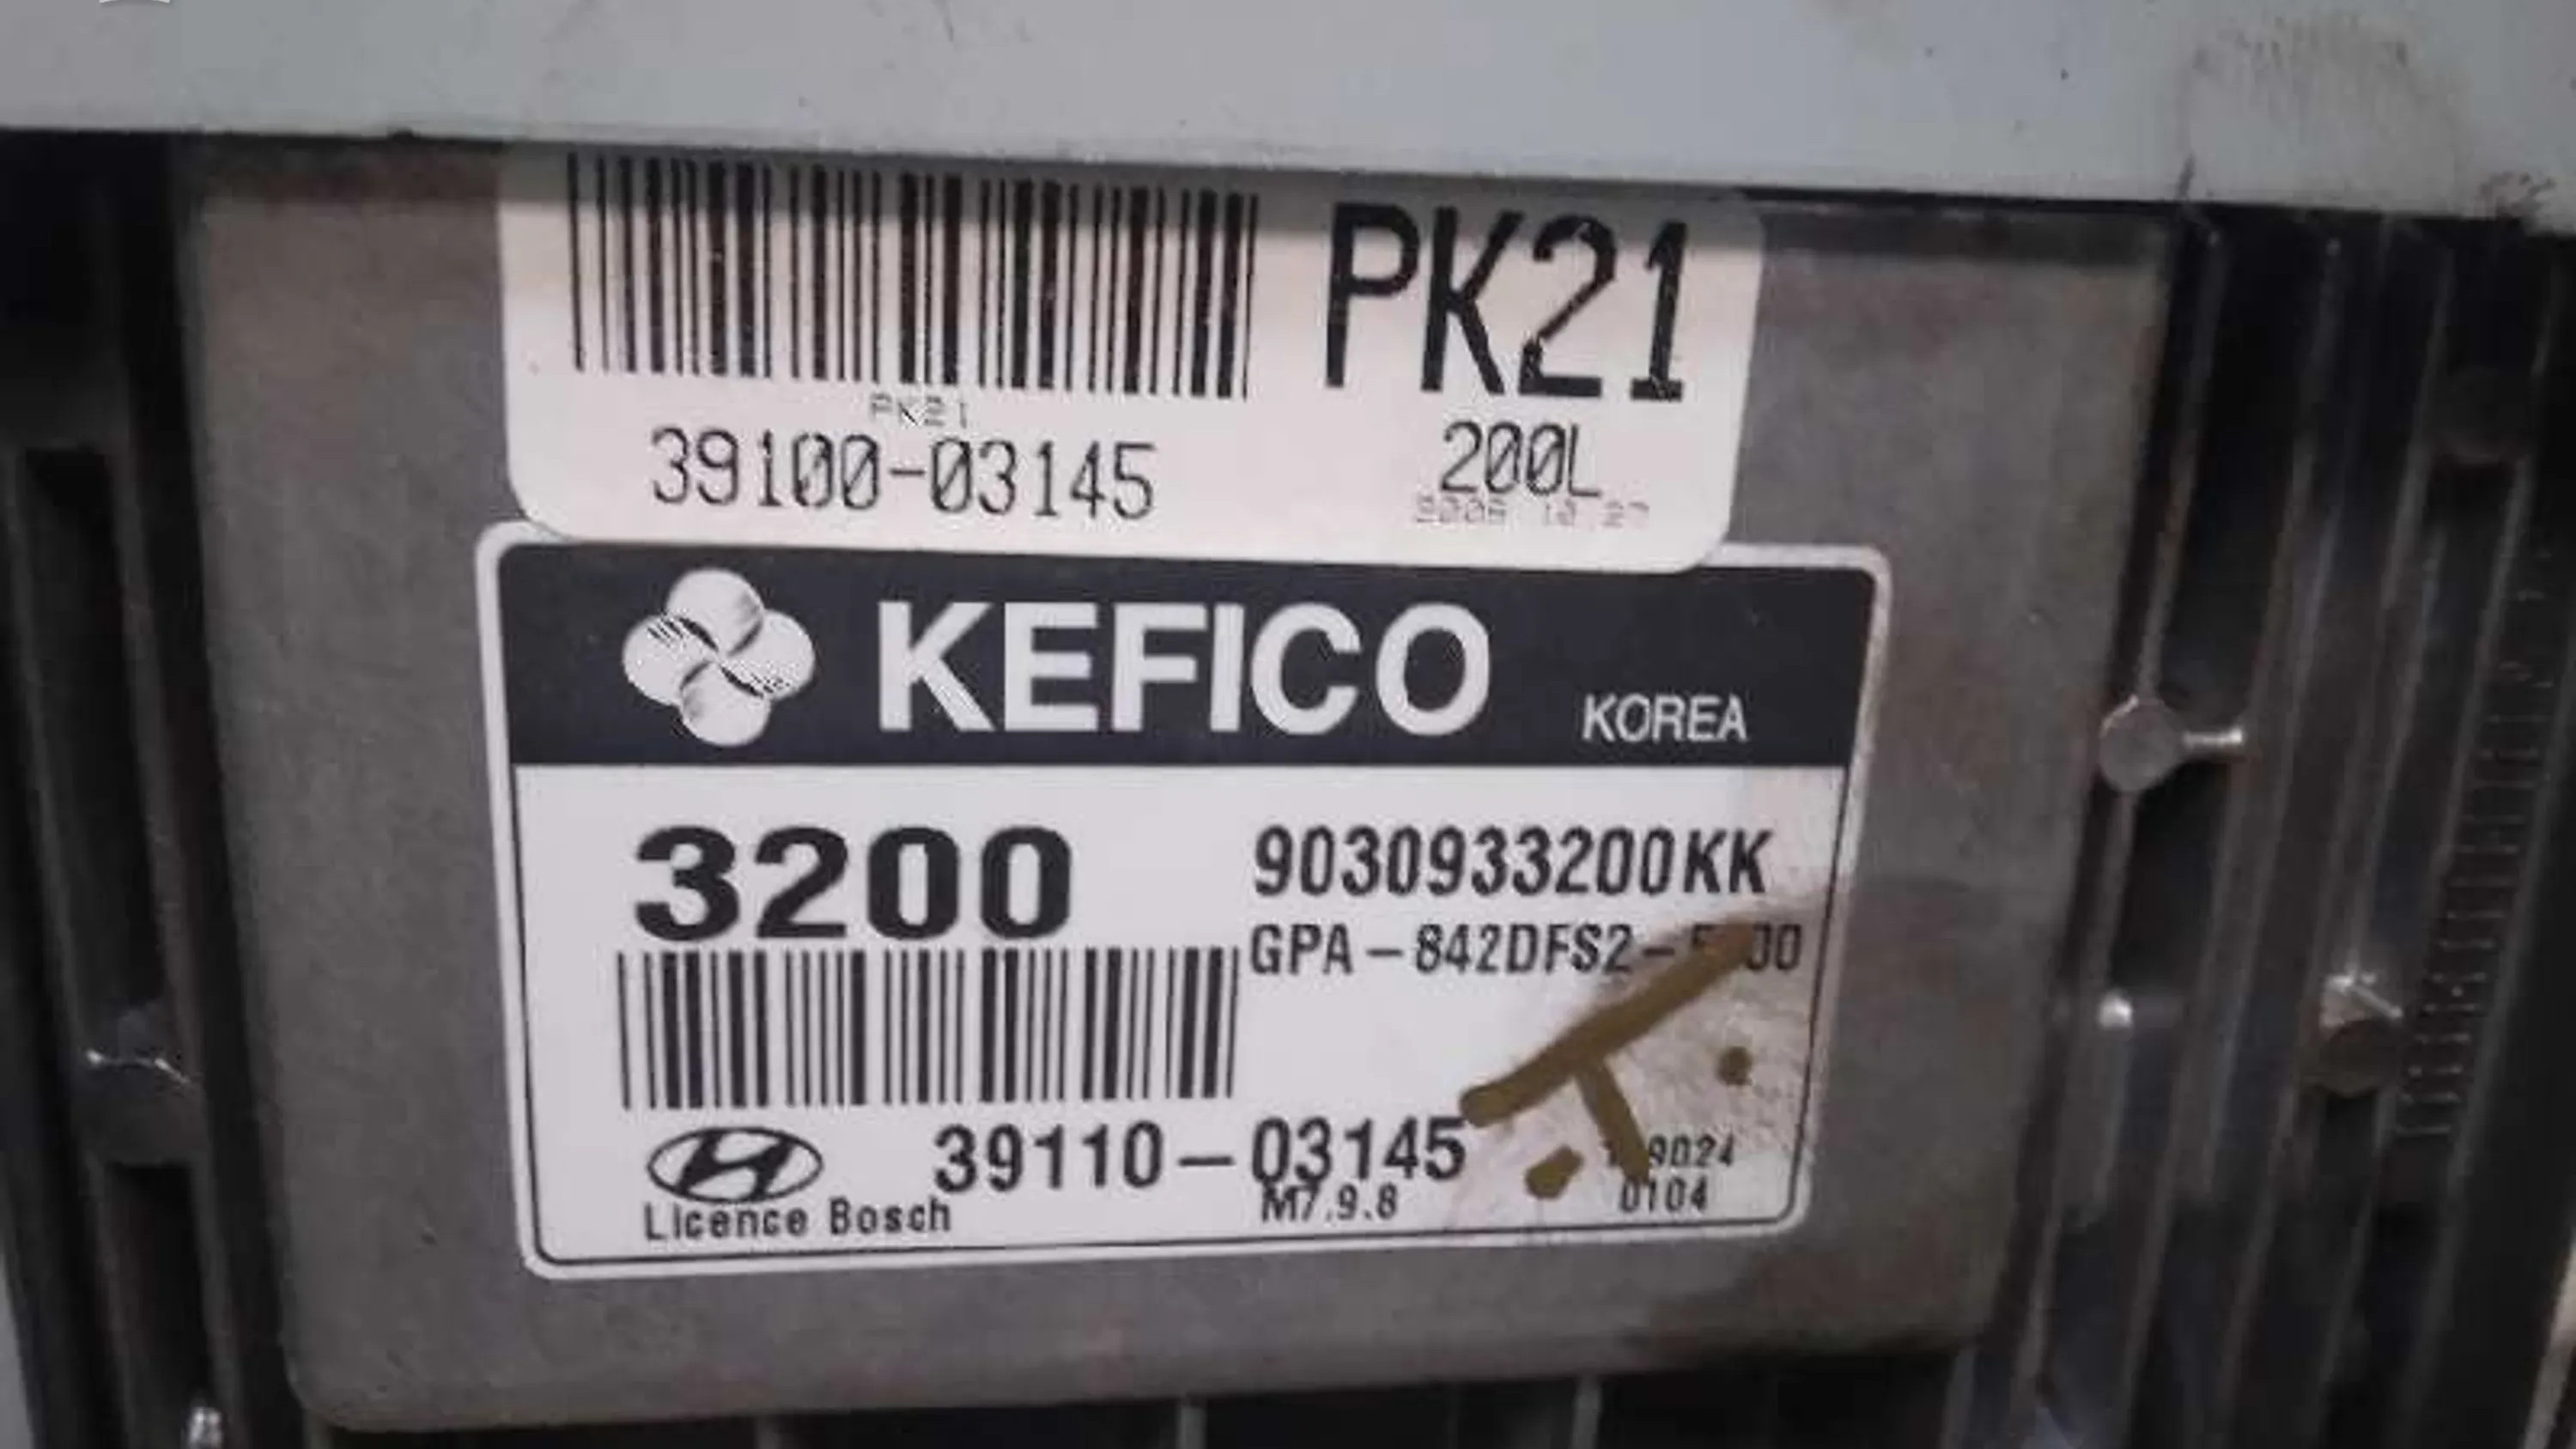 PK21
PK21
39100-03145
200L
KEFICO
KOREA
3200
9030933200KK
GPA-842DFS2-
39110-03145
M7.9.8
Licence Bosch
0104